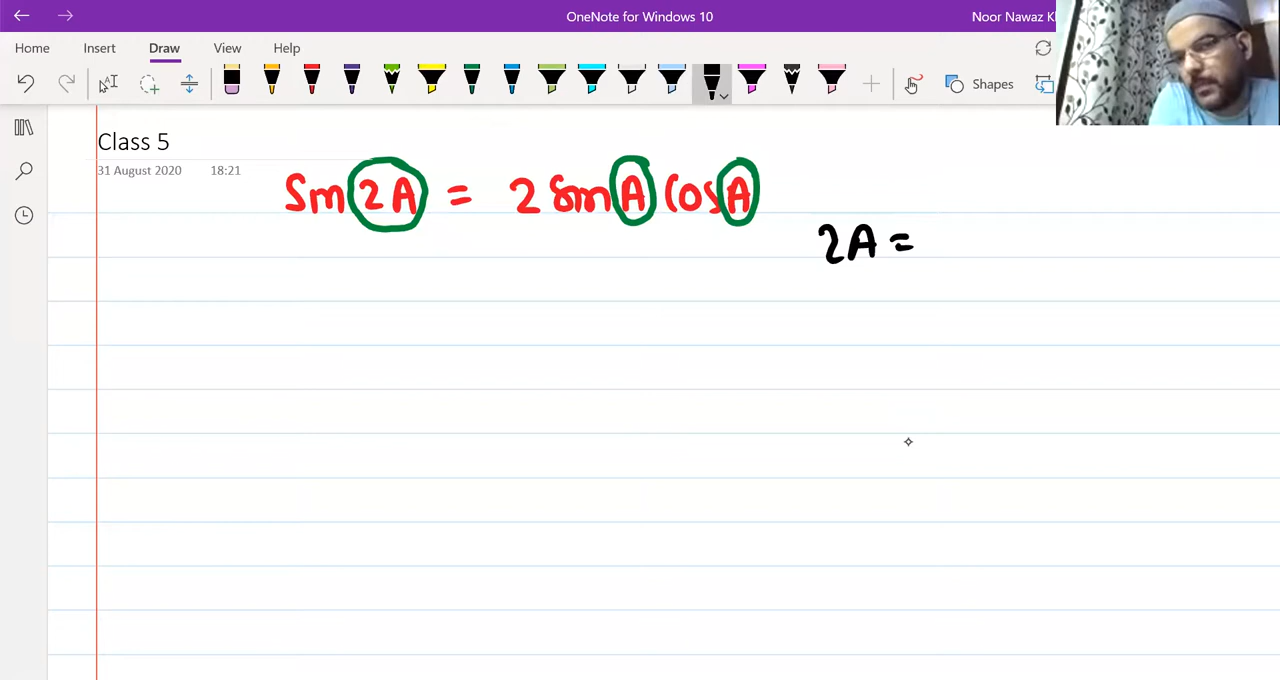 OneNote for Windows 10
Noor Nawaz Kh
Home Insert Draw View Help
Shapes
Class 5
31 August 2020 18:21
Sin 2A = 2 Sin A Cos A
2A =